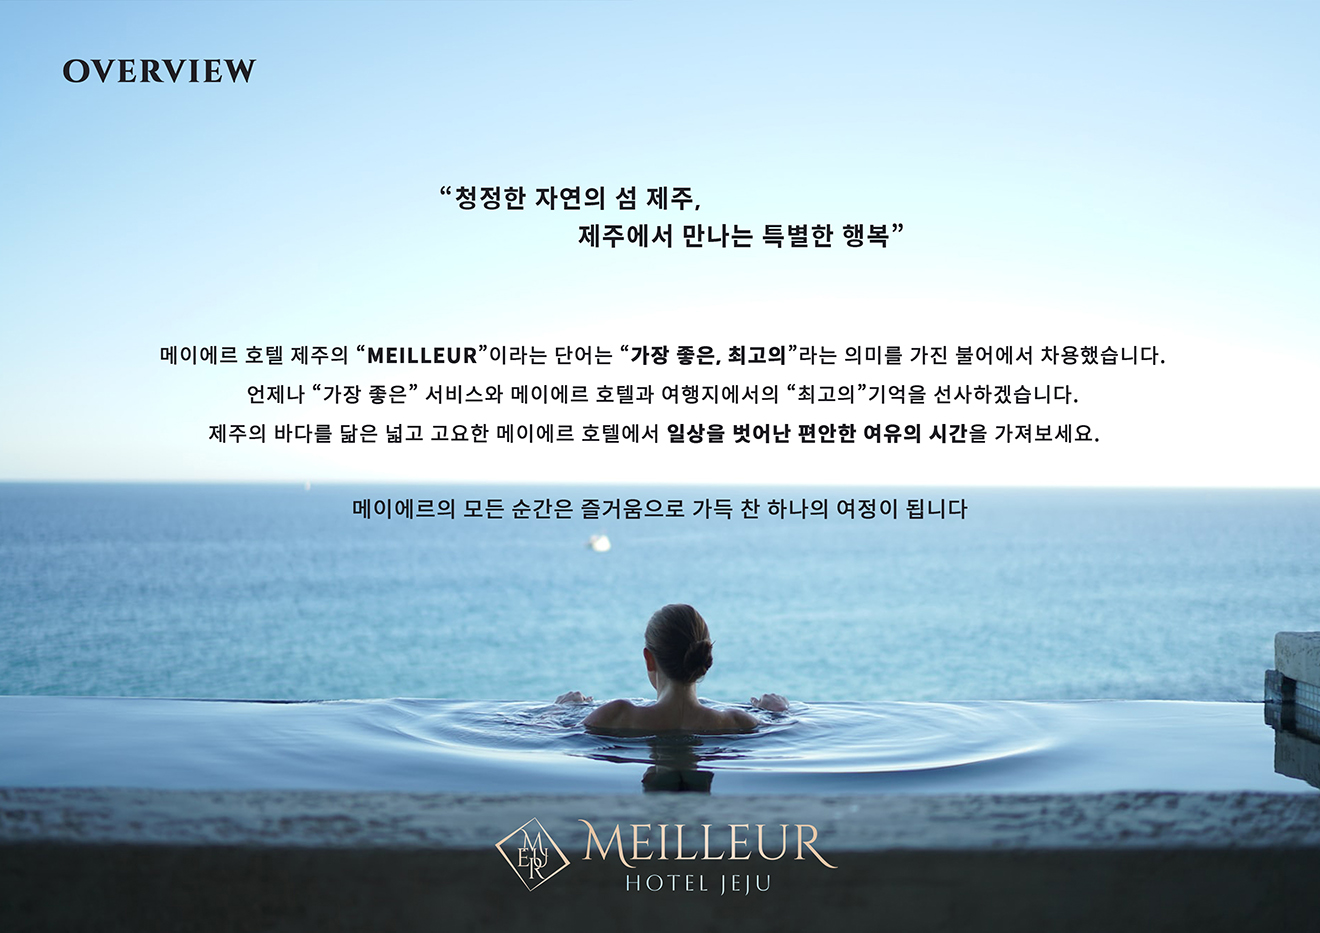 OVERVIEW
“청정한 자연의 섬 제주,
제주에서 만나는 특별한 행복”
메이에르 호텔 제주의 “MEILLEUR”이라는 단어는 “가장 좋은, 최고의”라는 의미를 가진 불어에서 차용했습니다.
언제나 “가장 좋은” 서비스와 메이에르 호텔과 여행지에서의 “최고의”기억을 선사하겠습니다.
제주의 바다를 닮은 넓고 고요한 메이에르 호텔에서 일상을 벗어난 편안한 여유의 시간을 가져보세요.
메이에르의 모든 순간은 즐거움으로 가득 찬 하나의 여정이 됩니다
MEILLEUR
HOTEL JEJU